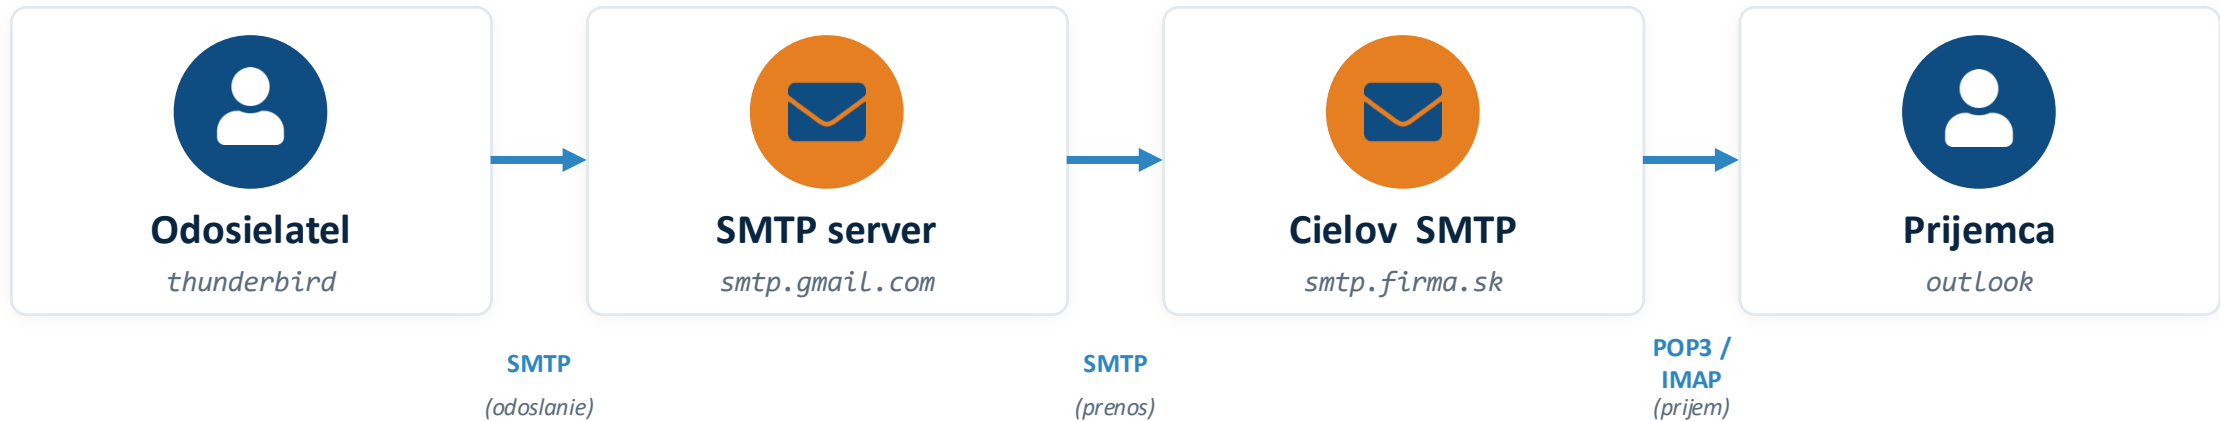 Odosielatel
thunderbird
SMTP server
smtp.gmail.com
Cielov  SMTP
smtp.firma.sk
Prijemca
outlook
SMTP
(odoslanie)
SMTP
(prenos)
POP3 /
IMAP
(prijem)